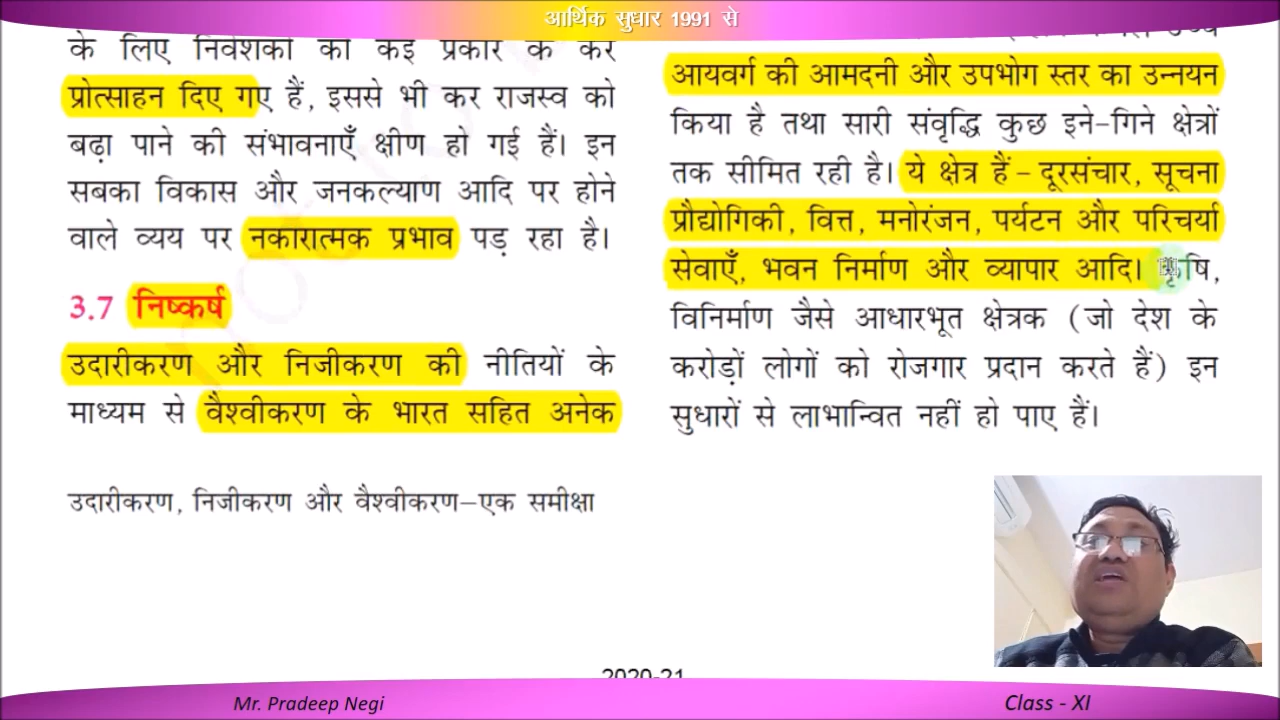 आर्थिक सुधार 1991 से
के लिए निवेशकों को कई प्रकार के कर
प्रोत्साहन दिए गए हैं, इससे भी कर राजस्व को
बढ़ा पाने की संभावनाएँ क्षीण हो गई हैं। इन
सबका विकास और जनकल्याण आदि पर होने
वाले व्यय पर नकारात्मक प्रभाव पड़ रहा है।
3.7 निष्कर्ष
उदारीकरण और निजीकरण की नीतियों के
माध्यम से वैश्वीकरण के भारत सहित अनेक
उदारीकरण, निजीकरण और वैश्वीकरण–एक समीक्षा
आयवर्ग की आमदनी और उपभोग स्तर का उन्नयन
किया है तथा सारी संवृद्धि कुछ इने-गिने क्षेत्रों
तक सीमित रही है। ये क्षेत्र हैं – दूरसंचार, सूचना
प्रौद्योगिकी, वित्त, मनोरंजन, पर्यटन और परिचर्या
सेवाएँ, भवन निर्माण और व्यापार आदि। कृषि,
विनिर्माण जैसे आधारभूत क्षेत्रक (जो देश के
करोड़ों लोगों को रोजगार प्रदान करते हैं) इन
सुधारों से लाभान्वित नहीं हो पाए हैं।
2020-21
Mr. Pradeep Negi
Class - XI